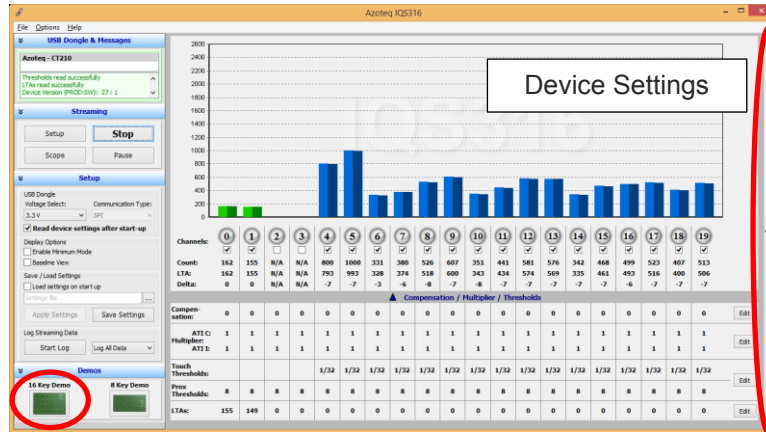 Azoteq IQS316
File Options Help
USB Dongle & Messages
Azoteq - CT210
Thresholds read successfully
LTAs read successfully
Device Version (PROD:SW): 27 : 1
Streaming
Setup Stop
Scope Pause
Setup
USB Dongle
Voltage Select: Communication Type:
3.3 V SPI
Read device settings after start-up
Display Options
Enable Minimum Mode
Baseline View
Save / Load Settings
Load settings on start up
Settings file... ...
Apply Settings Save Settings
Log Streaming Data
Start Log Log All Data
Demos
16 Key Demo 8 Key Demo
2600
2400
2200
2000
1800
1600
1400
1200
1000
800
600
400
200
0
IQS316
Device Settings
Channels: 0 1 2 3 4 5 6 7 8 9 10 11 12 13 14 15 16 17 18 19
Count: 162 155 N/A N/A 800 1000 331 380 526 607 351 441 581 576 342 468 499 523 407 513
LTA: 162 155 N/A N/A 793 993 328 374 518 600 343 434 574 569 335 461 493 516 400 506
Delta: 0 0 N/A N/A -7 -7 -3 -6 -8 -7 -8 -7 -7 -7 -7 -7 -6 -7 -7 -7
Compensation / Multiplier / Thresholds
Compen-
sation: 0 0 0 0 0 0 0 0 0 0 0 0 0 0 0 0 0 0 0 0 Edit
ATI C: 1 1 1 1 1 1 1 1 1 1 1 1 1 1 1 1 1 1 1 1
Multiplier: Edit
ATI I: 1 1 1 1 1 1 1 1 1 1 1 1 1 1 1 1 1 1 1 1
Touch
Thresholds: 1/32 1/32 1/32 1/32 1/32 1/32 1/32 1/32 1/32 1/32 1/32 1/32 1/32 1/32 1/32 1/32
Edit
Prox
Thresholds: 8 8 8 8 8 8 8 8 8 8 8 8 8 8 8 8 8 8 8 8
LTAs: 155 149 0 0 0 0 0 0 0 0 0 0 0 0 0 0 0 0 0 0 Edit